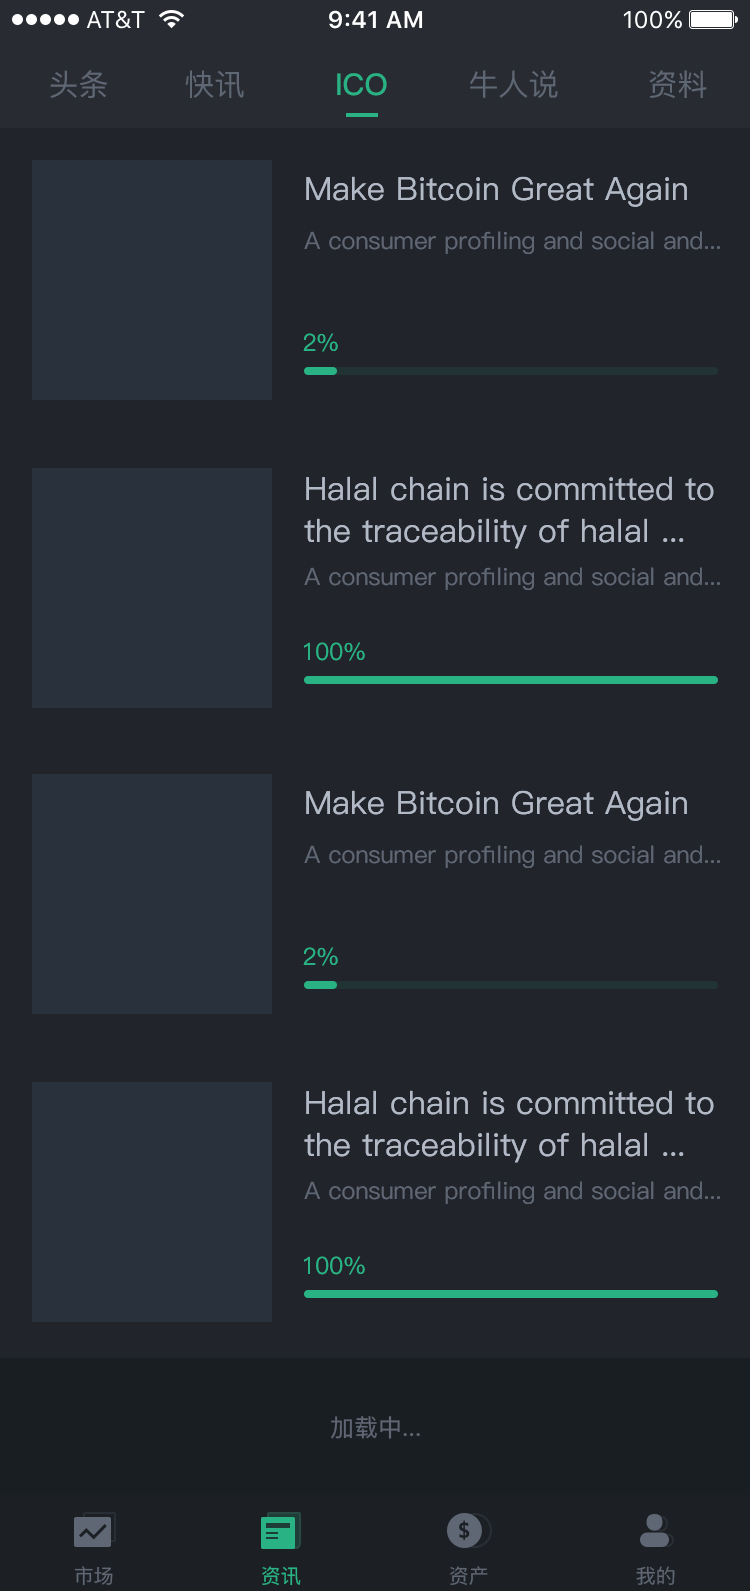 AT&T 9:41 AM 100%
头条 快讯 ICO 牛人说 资料
Make Bitcoin Great Again
A consumer profiling and social and...
2%
Halal chain is committed to
the traceability of halal ...
A consumer profiling and social and...
100%
Make Bitcoin Great Again
A consumer profiling and social and...
2%
Halal chain is committed to
the traceability of halal ...
A consumer profiling and social and...
100%
加载中...
市场 资讯 资产 我的